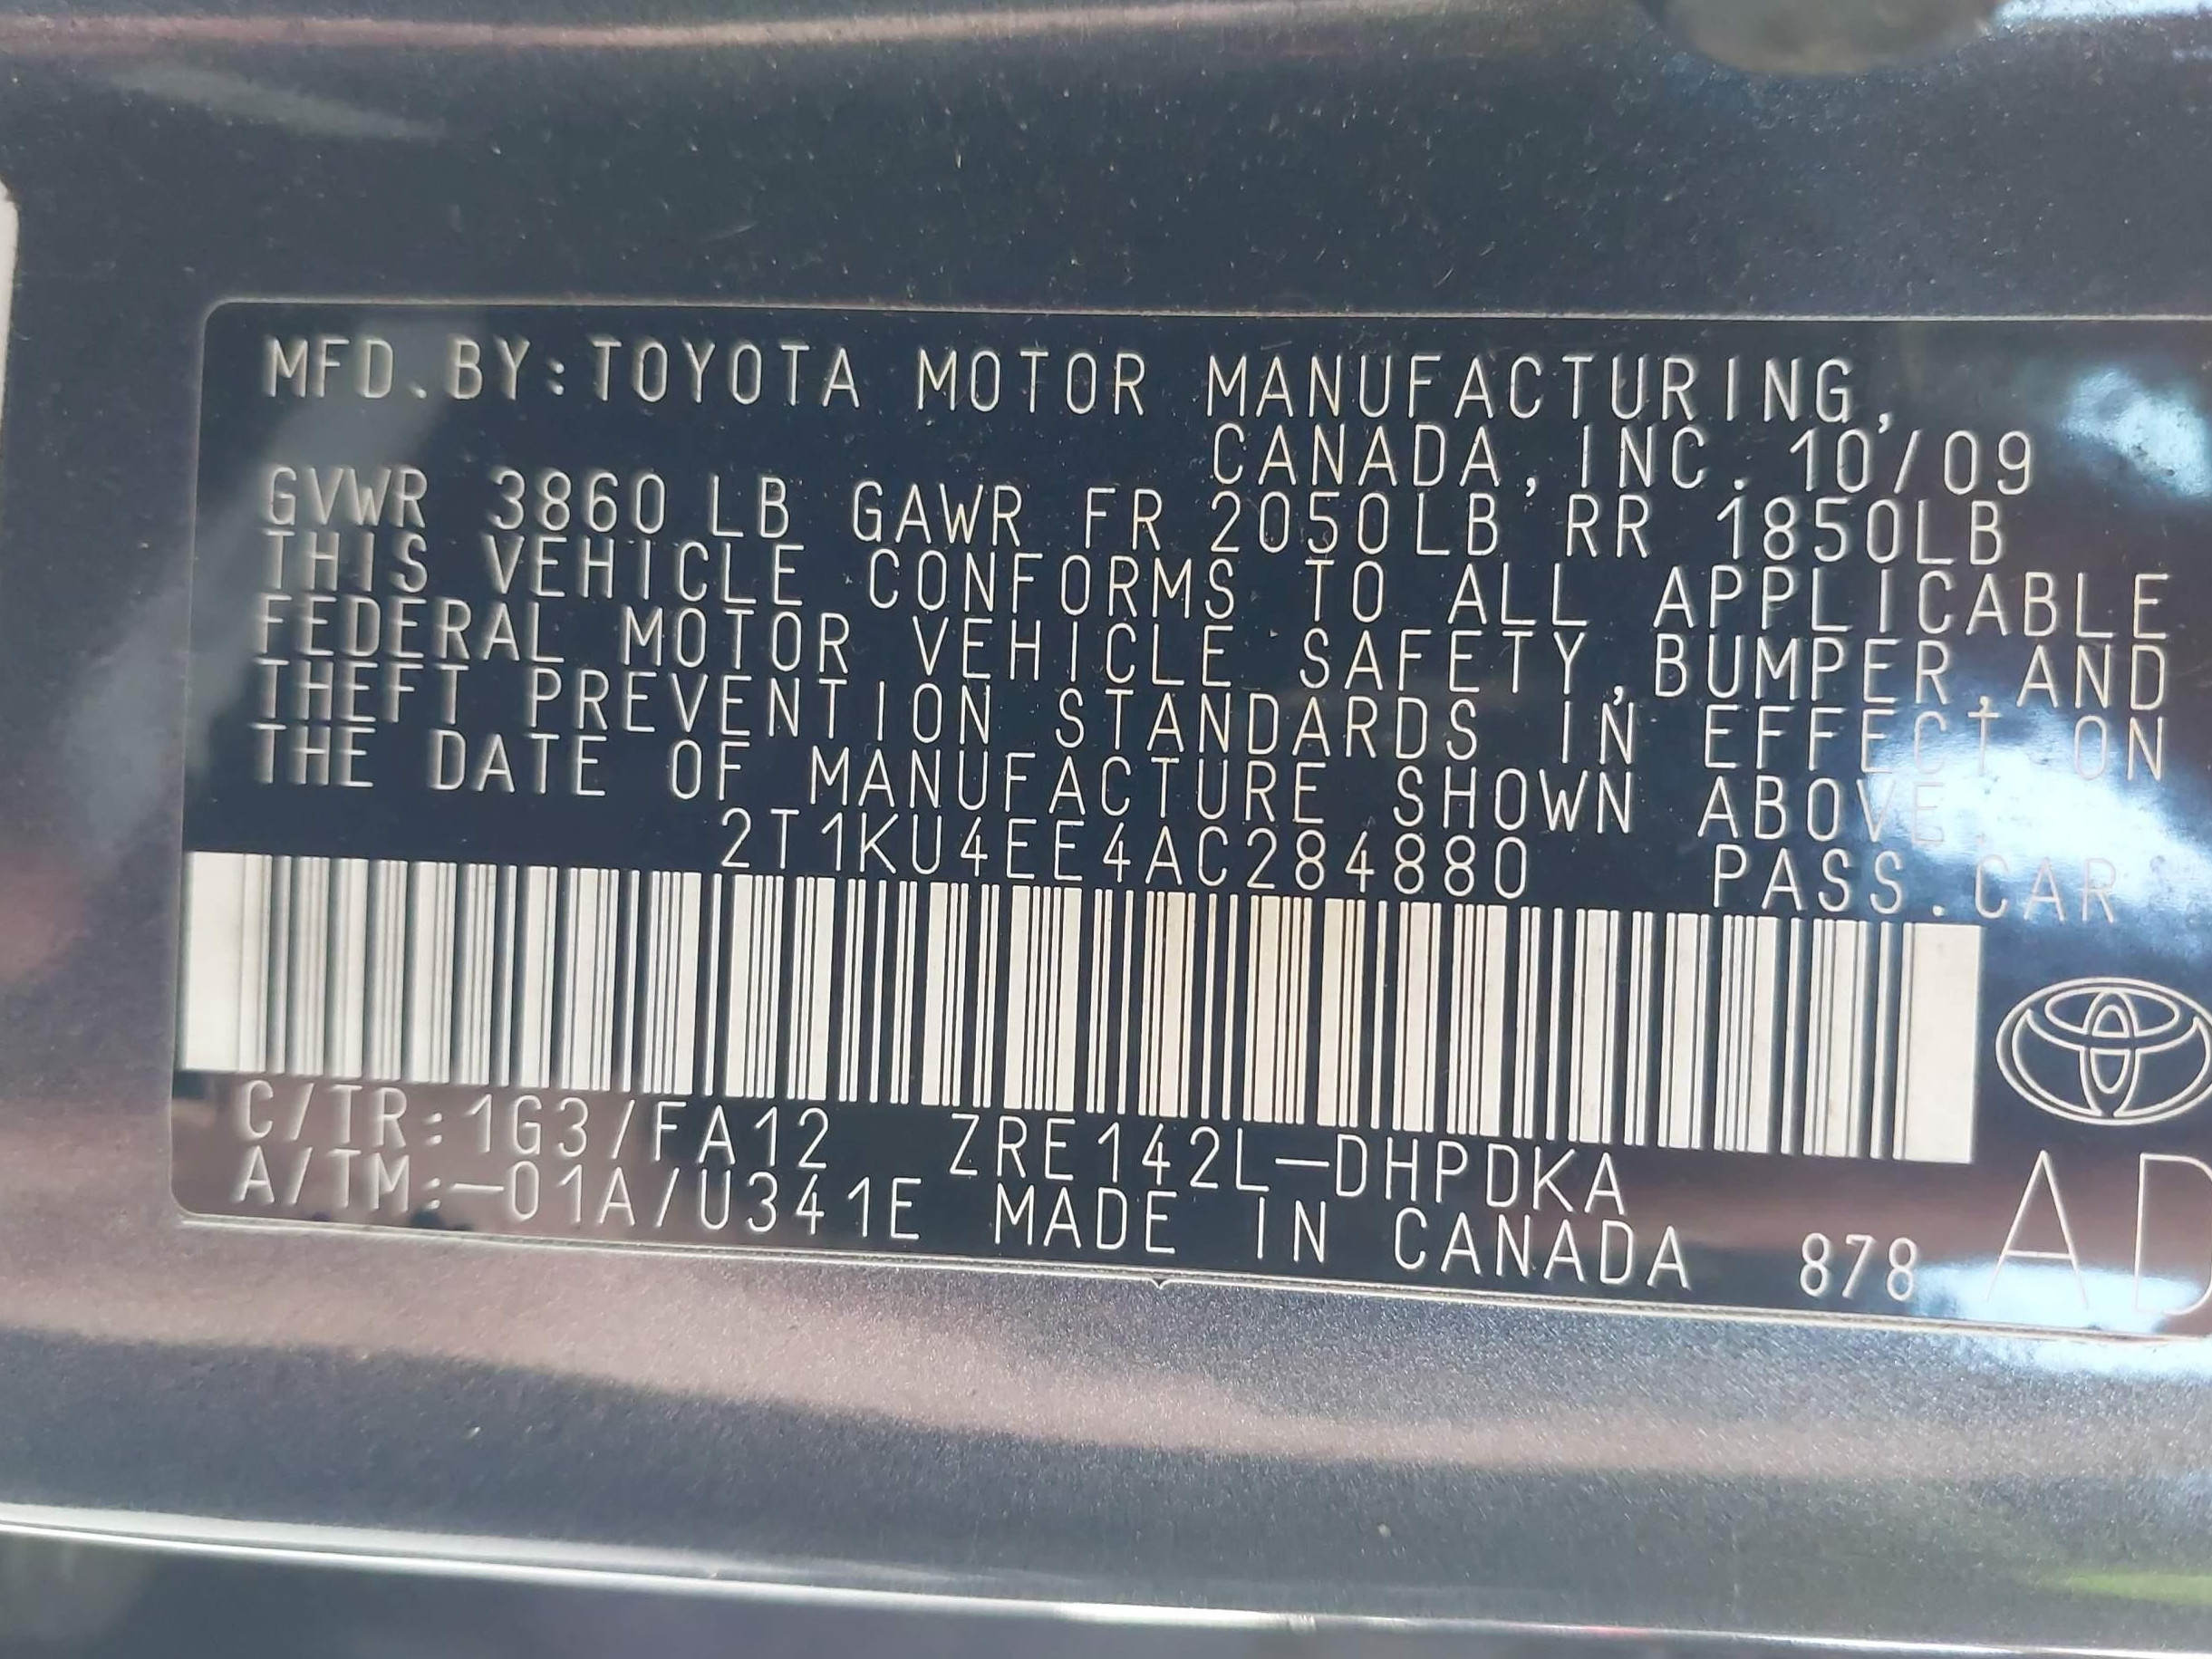 MFD.BY:TOYOTA MOTOR MANUFACTURING,
CANADA, INC. 10/09
GVWR 3860 LB GAWR FR 2050LB RR 1850LB
THIS VEHICLE CONFORMS TO ALL APPLICABLE
FEDERAL MOTOR VEHICLE SAFETY,BUMPER,AND
THEFT PREVENTION STANDARDS IN EFFECT ON
THE DATE OF MANUFACTURE SHOWN ABOVE.
2T1KU4EE4AC284880 PASS.CAR
C/TR:1G3/FA12 ZRE142L-DHPDKA
A/TM:-01A/U341E MADE IN CANADA 878 AD